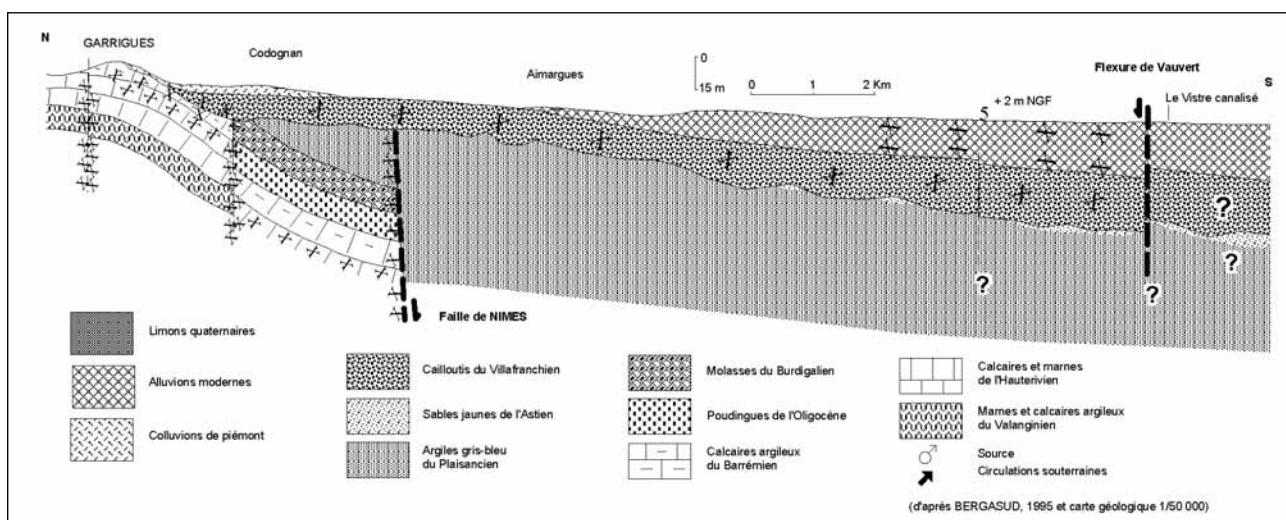 N
GARRIGUES
Codognan
Aimargues
0
15 m
0 1 2 Km
Flexure de Vauvert
S
+ 2 m NGF
Le Vistre canalisé
?
?
?
?
Faille de NIMES
Limons quaternaires
Alluvions modernes
Colluvions de piémont
Cailloutis du Villafranchien
Sables jaunes de l'Astien
Argiles gris-bleu
du Plaisancien
Molasses du Burdigalien
Poudingues de l'Oligocène
Calcaires argileux
du Barrémien
Calcaires et marnes
de l'Hauterivien
Marnes et calcaires argileux
du Valanginien
Source
Circulations souterraines
(d'après BERGASUD, 1995 et carte géologique 1/50 000)